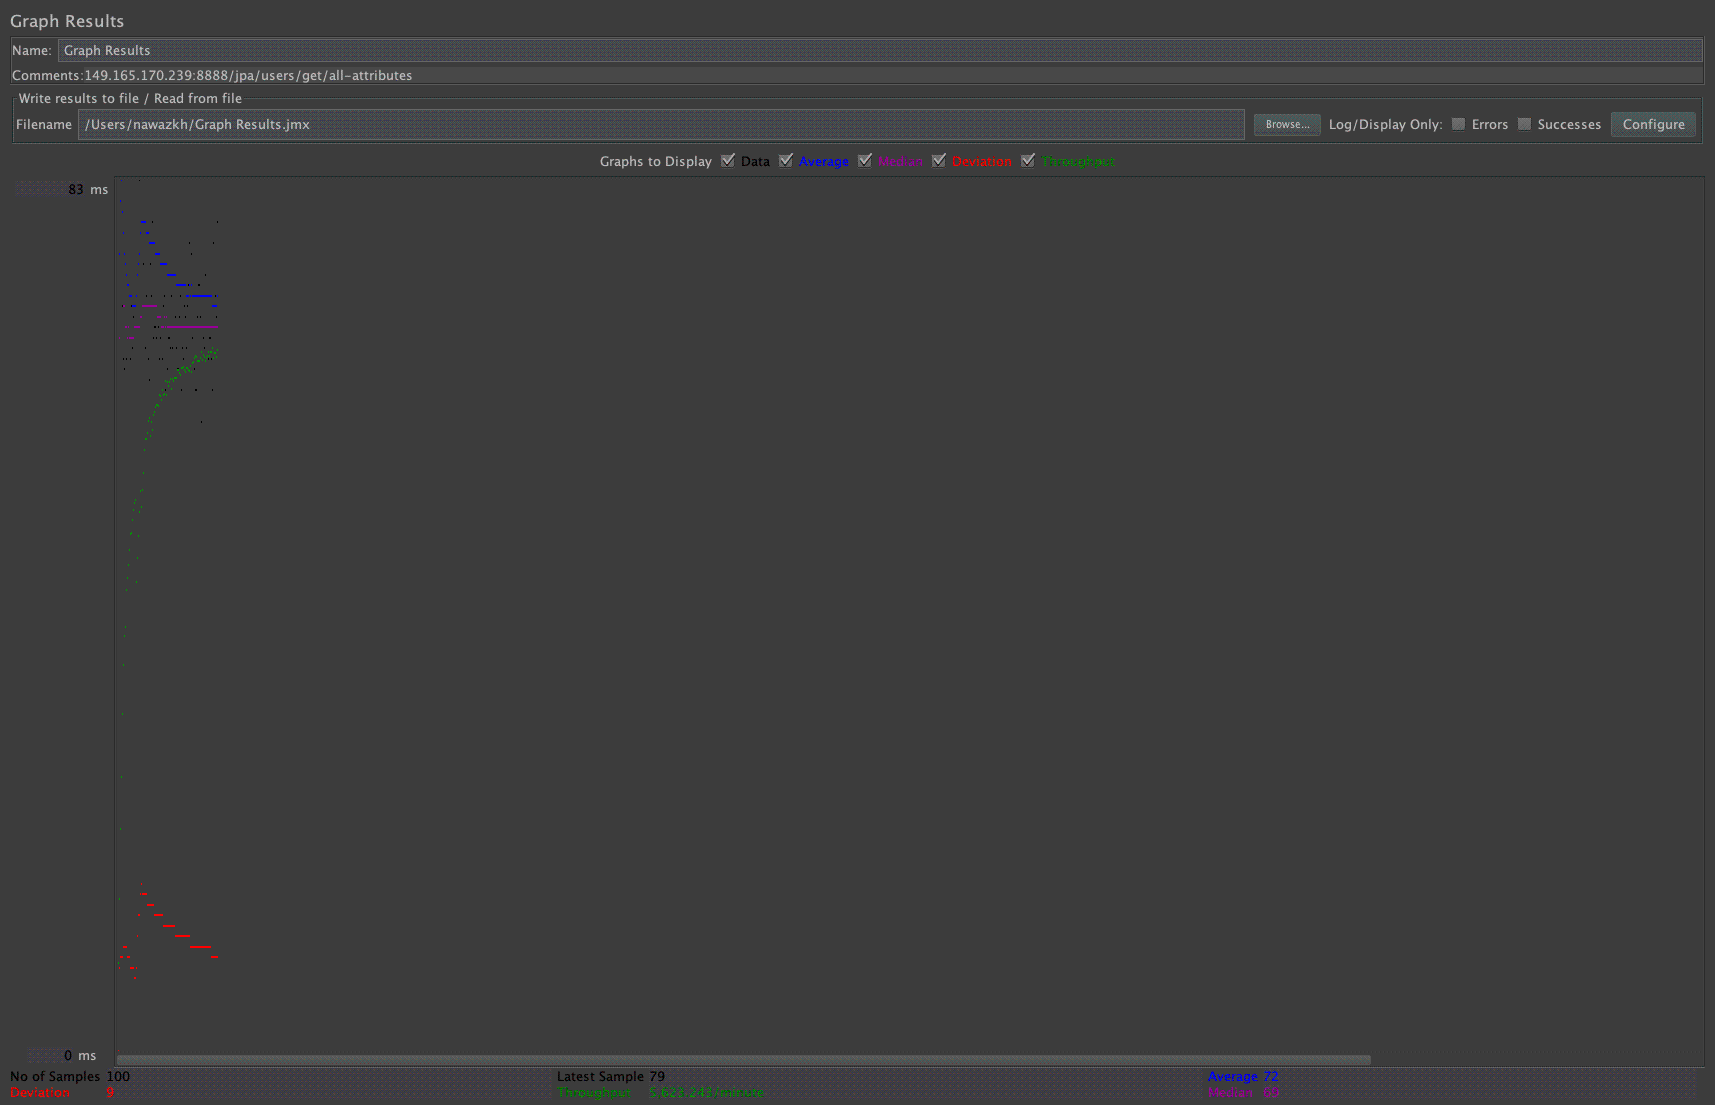 Graph Results
Name: Graph Results
Comments:149.165.170.239:8888/jpa/users/get/all-attributes
Write results to file / Read from file
Filename /Users/nawazkh/Graph Results.jmx Browse... Log/Display Only: Errors Successes Configure
Graphs to Display Data Average Median Deviation Throughput
83 ms
0 ms
No of Samples 100 Latest Sample 79 Average 72
Deviation 9 Throughput Median